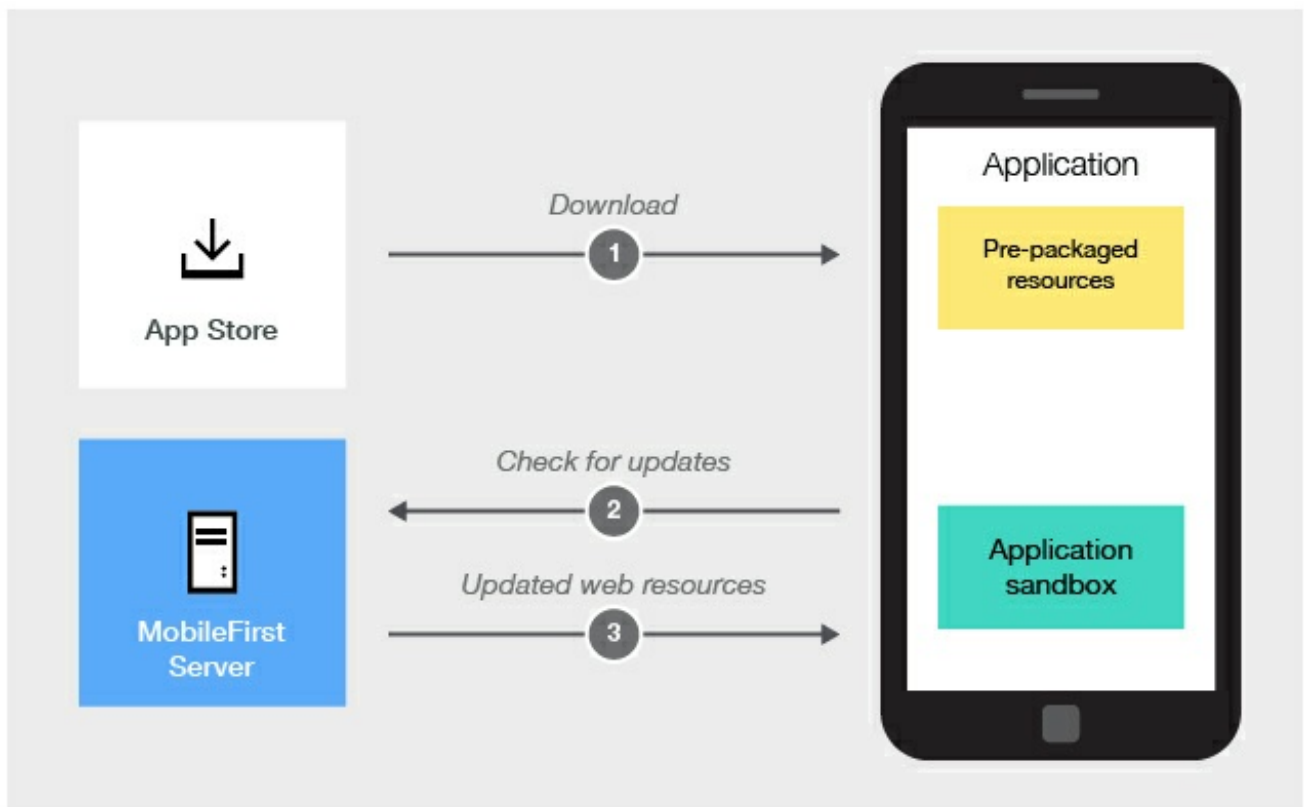 Application
Download
1
Pre-packaged
resources
App Store
Check for updates
2
Updated web resources
3
Application
sandbox
MobileFirst
Server